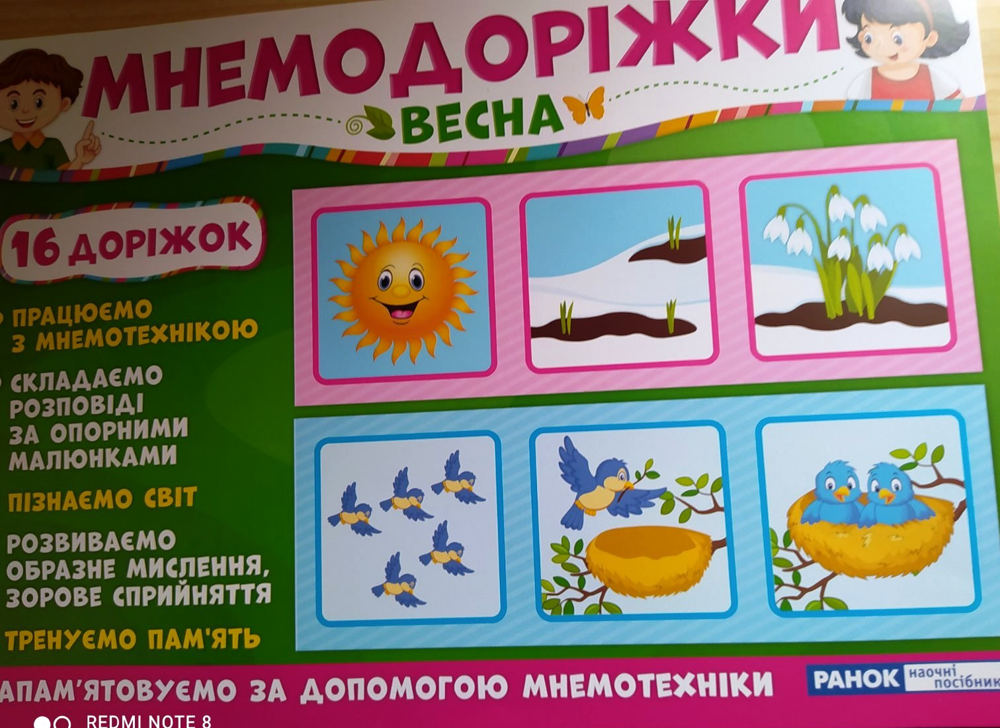 МНЕМОДОРІЖКИ
ВЕСНА
16 ДОРІЖОК
ПРАЦЮЄМО
З МНЕМОТЕХНІКОЮ
СКЛАДАЄМО
РОЗПОВІДІ
ЗА ОПОРНИМИ
МАЛЮНКАМИ
ПІЗНАЄМО СВІТ
РОЗВИВАЄМО
ОБРАЗНЕ МИСЛЕННЯ,
ЗОРОВЕ СПРИЙНЯТТЯ
ТРЕНУЄМО ПАМ'ЯТЬ
АПАМ'ЯТОВУЄМО ЗА ДОПОМОГОЮ МНЕМОТЕХНІКИ
РАНОК
наочні
посібник
REDMI NOTE 8